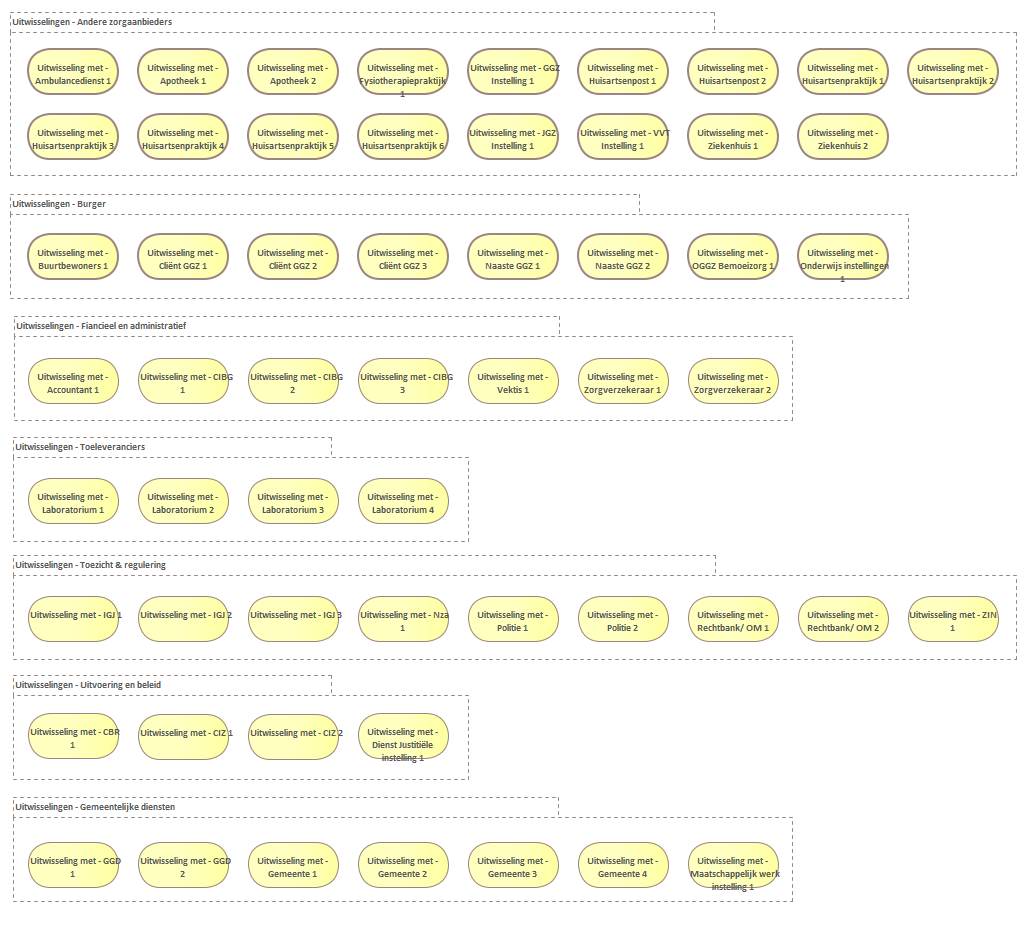 Uitwisselingen - Andere zorgaanbieders
Uitwisseling met -
Ambulancedienst 1
Uitwisseling met -
Apotheek 1
Uitwisseling met -
Apotheek 2
Uitwisseling met -
Fysiotherapiepraktijk
1
Uitwisseling met - GGZ
Instelling 1
Uitwisseling met -
Huisartsenpost 1
Uitwisseling met -
Huisartsenpost 2
Uitwisseling met -
Huisartsenpraktijk 1
Uitwisseling met -
Huisartsenpraktijk 2
Uitwisseling met -
Huisartsenpraktijk 3
Uitwisseling met -
Huisartsenpraktijk 4
Uitwisseling met -
Huisartsenpraktijk 5
Uitwisseling met -
Huisartsenpraktijk 6
Uitwisseling met - JGZ
Instelling 1
Uitwisseling met - VVT
Instelling 1
Uitwisseling met -
Ziekenhuis 1
Uitwisseling met -
Ziekenhuis 2
Uitwisselingen - Burger
Uitwisseling met -
Buurtbewoners 1
Uitwisseling met -
Cliënt GGZ 1
Uitwisseling met -
Cliënt GGZ 2
Uitwisseling met -
Cliënt GGZ 3
Uitwisseling met -
Naaste GGZ 1
Uitwisseling met -
Naaste GGZ 2
Uitwisseling met -
OGGZ Bemoeizorg 1
Uitwisseling met -
Onderwijs instellingen
1
Uitwisselingen - Fiancieel en administratief
Uitwisseling met -
Accountant 1
Uitwisseling met - CIBG
1
Uitwisseling met - CIBG
2
Uitwisseling met - CIBG
3
Uitwisseling met -
Vektis 1
Uitwisseling met -
Zorgverzekeraar 1
Uitwisseling met -
Zorgverzekeraar 2
Uitwisselingen - Toeleveranciers
Uitwisseling met -
Laboratorium 1
Uitwisseling met -
Laboratorium 2
Uitwisseling met -
Laboratorium 3
Uitwisseling met -
Laboratorium 4
Uitwisselingen - Toezicht & regulering
Uitwisseling met - IGJ 1
Uitwisseling met - IGJ 2
Uitwisseling met - IGJ 3
Uitwisseling met - Nza
1
Uitwisseling met -
Politie 1
Uitwisseling met -
Politie 2
Uitwisseling met -
Rechtbank/ OM 1
Uitwisseling met -
Rechtbank/ OM 2
Uitwisseling met - ZIN
1
Uitwisselingen - Uitvoering en beleid
Uitwisseling met - CBR
1
Uitwisseling met - CIZ 1
Uitwisseling met - CIZ 2
Uitwisseling met -
Dienst Justitiële
instelling 1
Uitwisselingen - Gemeentelijke diensten
Uitwisseling met - GGD
1
Uitwisseling met - GGD
2
Uitwisseling met -
Gemeente 1
Uitwisseling met -
Gemeente 2
Uitwisseling met -
Gemeente 3
Uitwisseling met -
Gemeente 4
Uitwisseling met -
Maatschappelijk werk
instelling 1